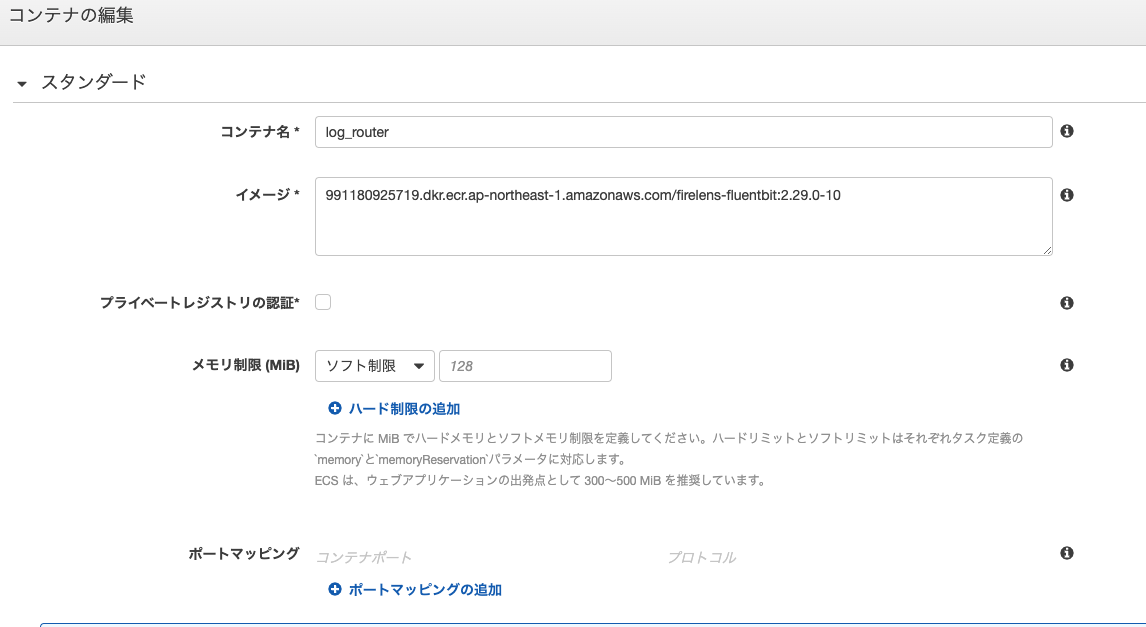 コンテナの編集
スタンダード
コンテナ名 *
log_router
イメージ *
991180925719.dkr.ecr.ap-northeast-1.amazonaws.com/firelens-fluentbit:2.29.0-10
プライベートレジストリの認証*
メモリ制限 (MiB)
ソフト制限
128
ハード制限の追加
コンテナに MiB でハードメモリとソフトメモリ制限を定義してください。ハードリミットとソフトリミットはそれぞれタスク定義の
`memory`と`memoryReservation`パラメータに対応します。
ECS は、ウェブアプリケーションの出発点として 300〜500 MiB を推奨しています。
ポートマッピング
コンテナポート
プロトコル
ポートマッピングの追加